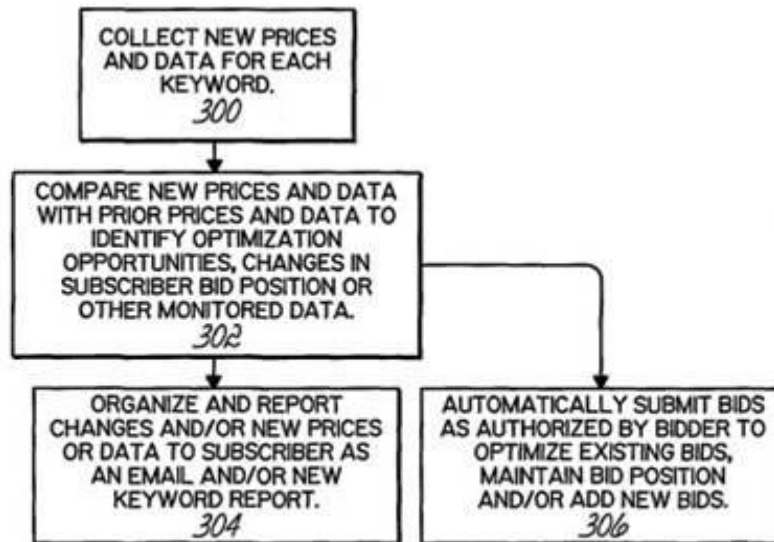 COLLECT NEW PRICES
AND DATA FOR EACH
KEYWORD.
300
COMPARE NEW PRICES AND DATA
WITH PRIOR PRICES AND DATA TO
IDENTIFY OPTIMIZATION
OPPORTUNITIES, CHANGES IN
SUBSCRIBER BID POSITION OR
OTHER MONITORED DATA.
302
ORGANIZE AND REPORT
CHANGES AND/OR NEW PRICES
OR DATA TO SUBSCRIBER AS
AN EMAIL AND/OR NEW
KEYWORD REPORT.
304
AUTOMATICALLY SUBMIT BIDS
AS AUTHORIZED BY BIDDER TO
OPTIMIZE EXISTING BIDS,
MAINTAIN BID POSITION
AND/OR ADD NEW BIDS.
306